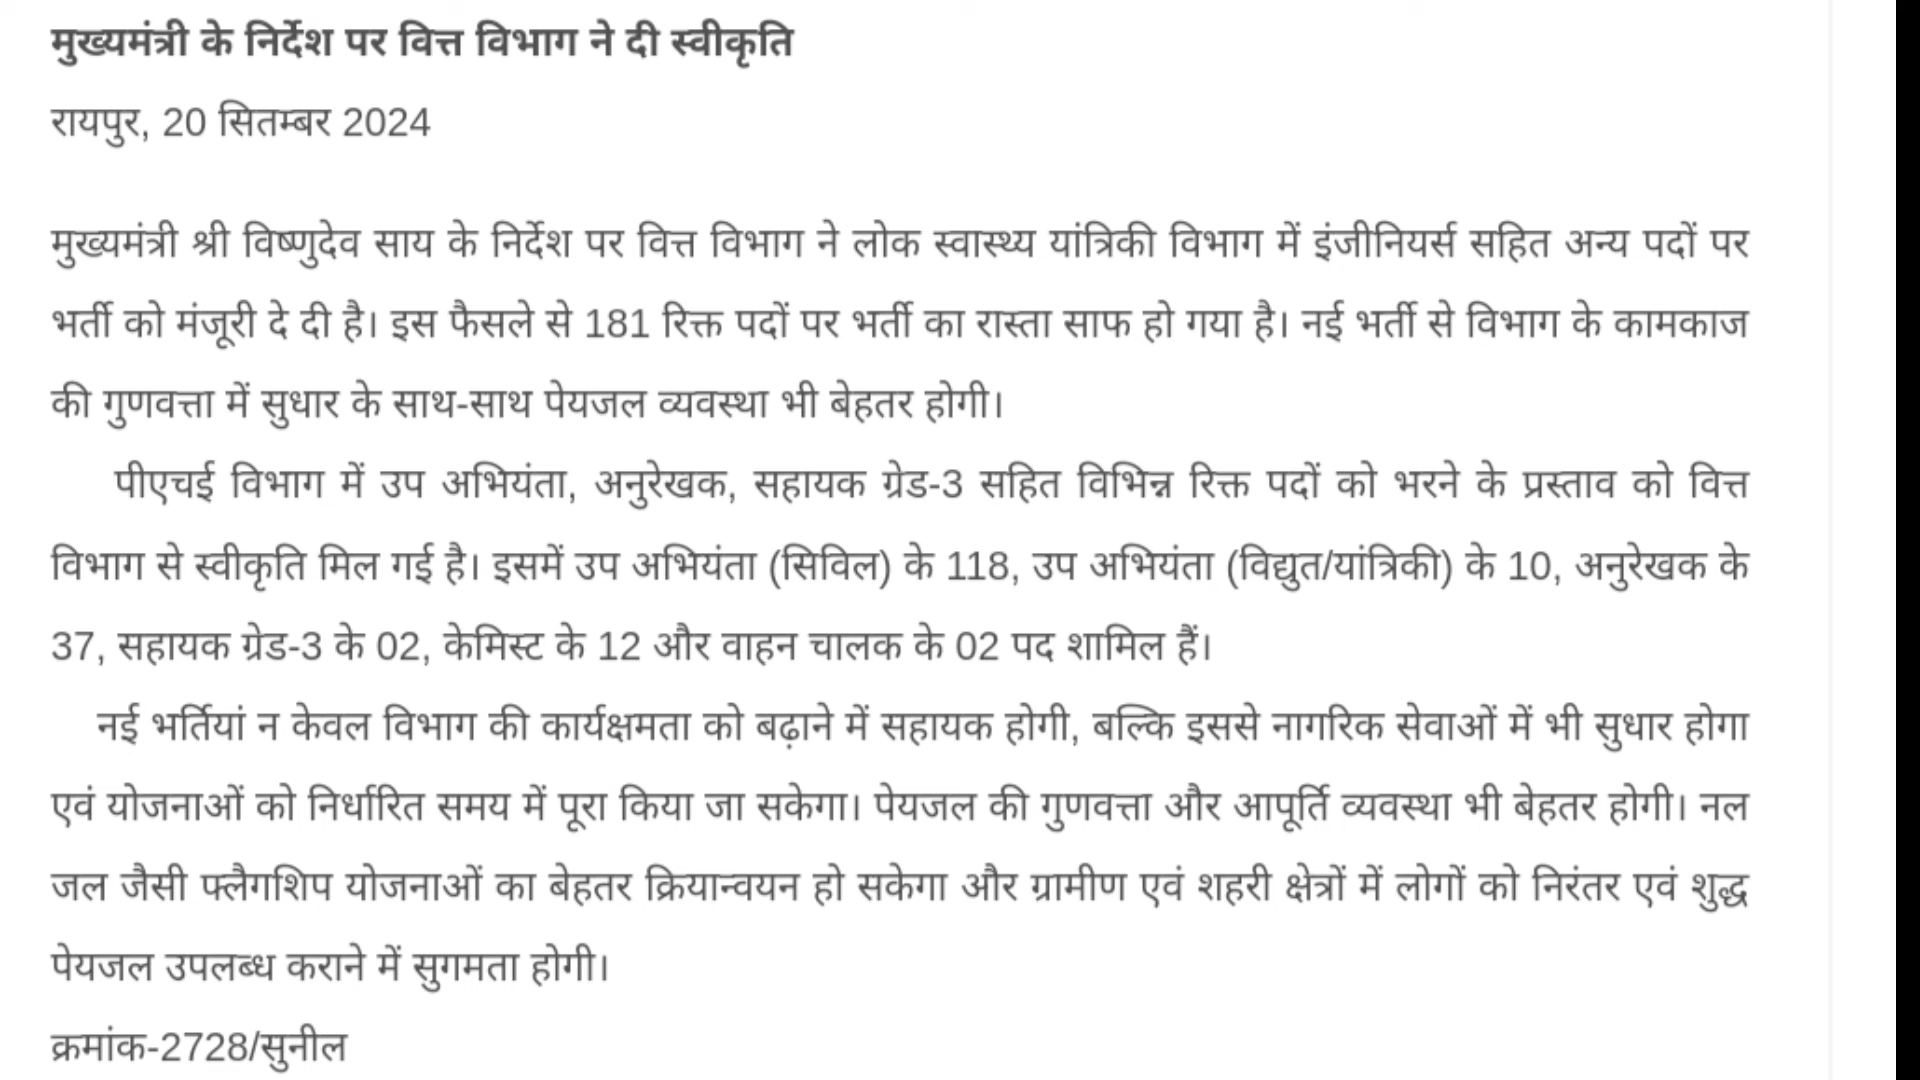 मुख्यमंत्री के निर्देश पर वित्त विभाग ने दी स्वीकृति
रायपुर, 20 सितम्बर 2024
मुख्यमंत्री श्री विष्णुदेव साय के निर्देश पर वित्त विभाग ने लोक स्वास्थ्य यांत्रिकी विभाग में इंजीनियर्स सहित अन्य पदों पर
भर्ती को मंजूरी दे दी है। इस फैसले से 181 रिक्त पदों पर भर्ती का रास्ता साफ हो गया है। नई भर्ती से विभाग के कामकाज
की गुणवत्ता में सुधार के साथ-साथ पेयजल व्यवस्था भी बेहतर होगी।
पीएचई विभाग में उप अभियंता, अनुरेखक, सहायक ग्रेड-3 सहित विभिन्न रिक्त पदों को भरने के प्रस्ताव को वित्त
विभाग से स्वीकृति मिल गई है। इसमें उप अभियंता (सिविल) के 118, उप अभियंता (विद्युत/यांत्रिकी) के 10, अनुरेखक के
37, सहायक ग्रेड-3 के 02, केमिस्ट के 12 और वाहन चालक के 02 पद शामिल हैं।
नई भर्तियां न केवल विभाग की कार्यक्षमता को बढ़ाने में सहायक होगी, बल्कि इससे नागरिक सेवाओं में भी सुधार होगा
एवं योजनाओं को निर्धारित समय में पूरा किया जा सकेगा। पेयजल की गुणवत्ता और आपूर्ति व्यवस्था भी बेहतर होगी। नल
जल जैसी फ्लैगशिप योजनाओं का बेहतर क्रियान्वयन हो सकेगा और ग्रामीण एवं शहरी क्षेत्रों में लोगों को निरंतर एवं शुद्ध
पेयजल उपलब्ध कराने में सुगमता होगी।
क्रमांक-2728/सुनील